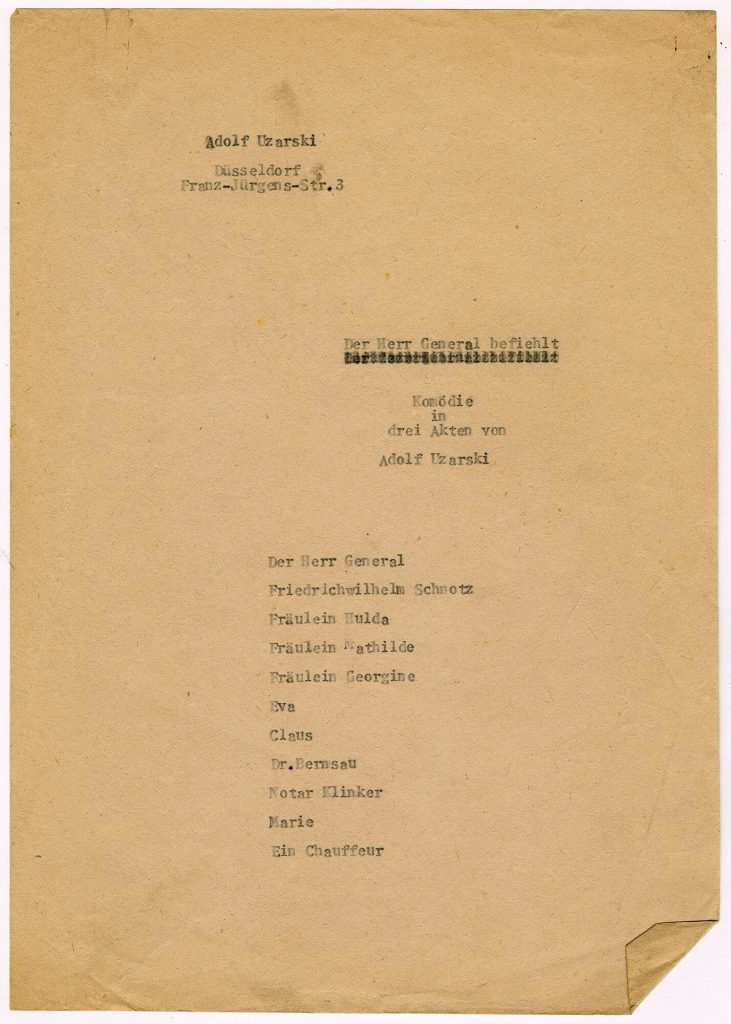 Adolf Uzarski
Düsseldorf
Franz-Jürgens-Str.3
Der Herr General befiehlt
Komödie
in
drei Akten von
Adolf Uzarski
Der Herr General
Friedrichwilhelm Schmotz
Fräulein Hulda
Fräulein Mathilde
Fräulein Georgine
Eva
Claus
Dr.Bernsau
Notar Klinker
Marie
Ein Chauffeur